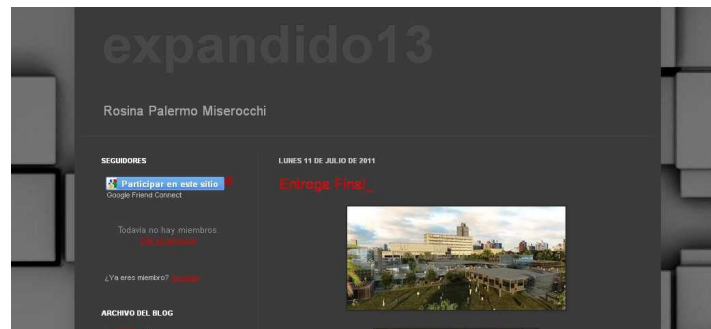 expandido13
Rosina Palermo Miserocchi
SEGUIDORES
Participar en este sitio
Google Friend Connect
Todavía no hay miembros.
¿Ya eres miembro?
ARCHIVO DEL BLOG
LUNES 11 DE JULIO DE 2011
Entrega Final_